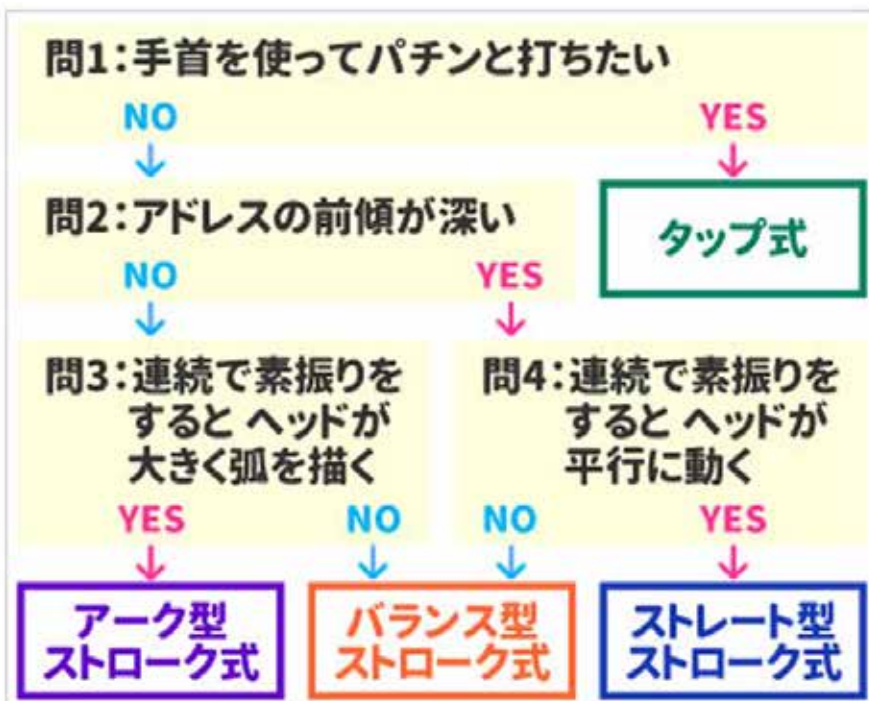 問1：手首を使ってパチンと打ちたい
NO
YES
問2：アドレスの前傾が深い
タップ式
NO
YES
問3：連続で素振りを
すると ヘッドが
大きく弧を描く
問4：連続で素振りを
すると ヘッドが
平行に動く
YES
NO
NO
YES
アーク型
ストローク式
バランス型
ストローク式
ストレート型
ストローク式